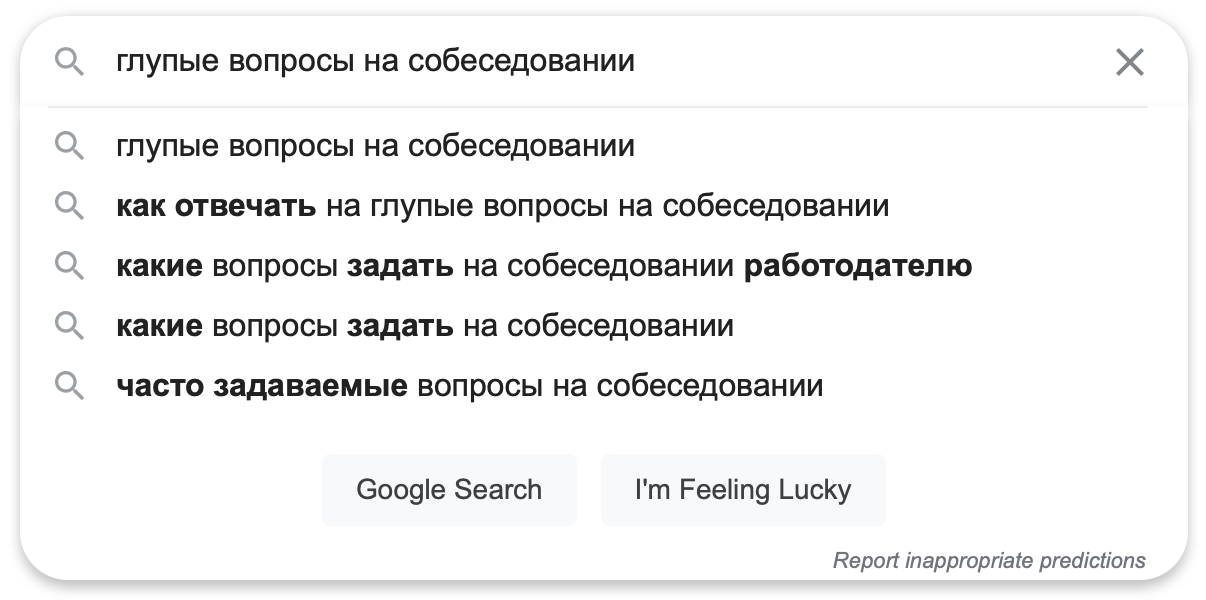 глупые вопросы на собеседовании
глупые вопросы на собеседовании
как отвечать на глупые вопросы на собеседовании
какие вопросы задать на собеседовании работодателю
какие вопросы задать на собеседовании
часто задаваемые вопросы на собеседовании
Google Search I'm Feeling Lucky
Report inappropriate predictions